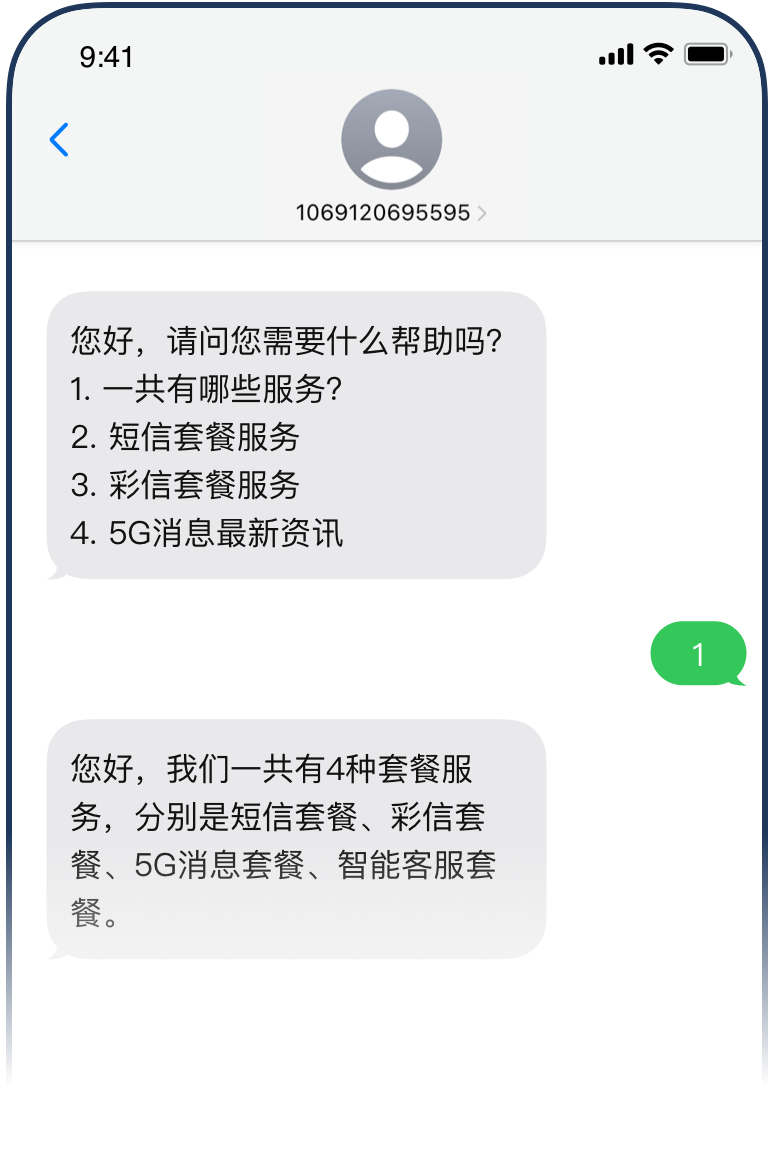 9:41
1069120695595
您好，请问您需要什么帮助吗？
1. 一共有哪些服务？
2. 短信套餐服务
3. 彩信套餐服务
4. 5G消息最新资讯
1
您好，我们一共有4种套餐服
务，分别是短信套餐、彩信套
餐、5G消息套餐、智能客服套
餐。